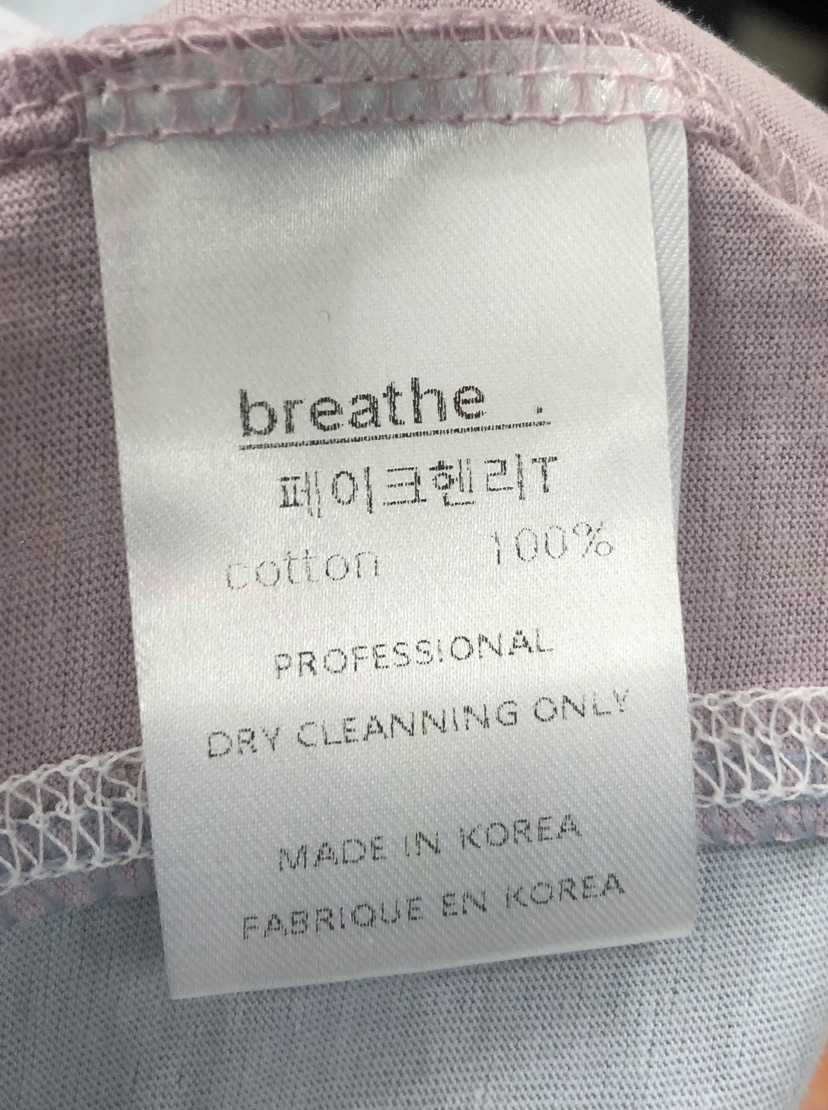 breathe .
페이크헨리T
cotton 100%
PROFESSIONAL
DRY CLEANNING ONLY
MADE IN KOREA
FABRIQUE EN KOREA